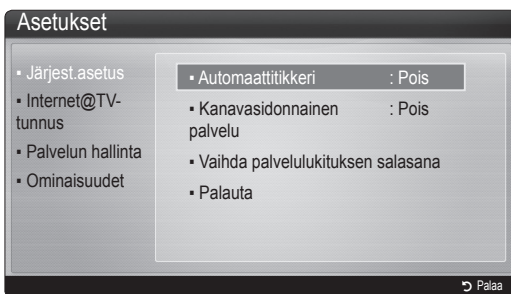 Asetukset
▪ Järjest.asetus
▪ Internet@TV-
tunnus
▪ Palvelun hallinta
▪ Ominaisuudet
▪ Automaattitikkeri : Pois
▪ Kanavasidonnainen : Pois
palvelu
▪ Vaihda palvelulukituksen salasana
▪ Palauta
Palaa